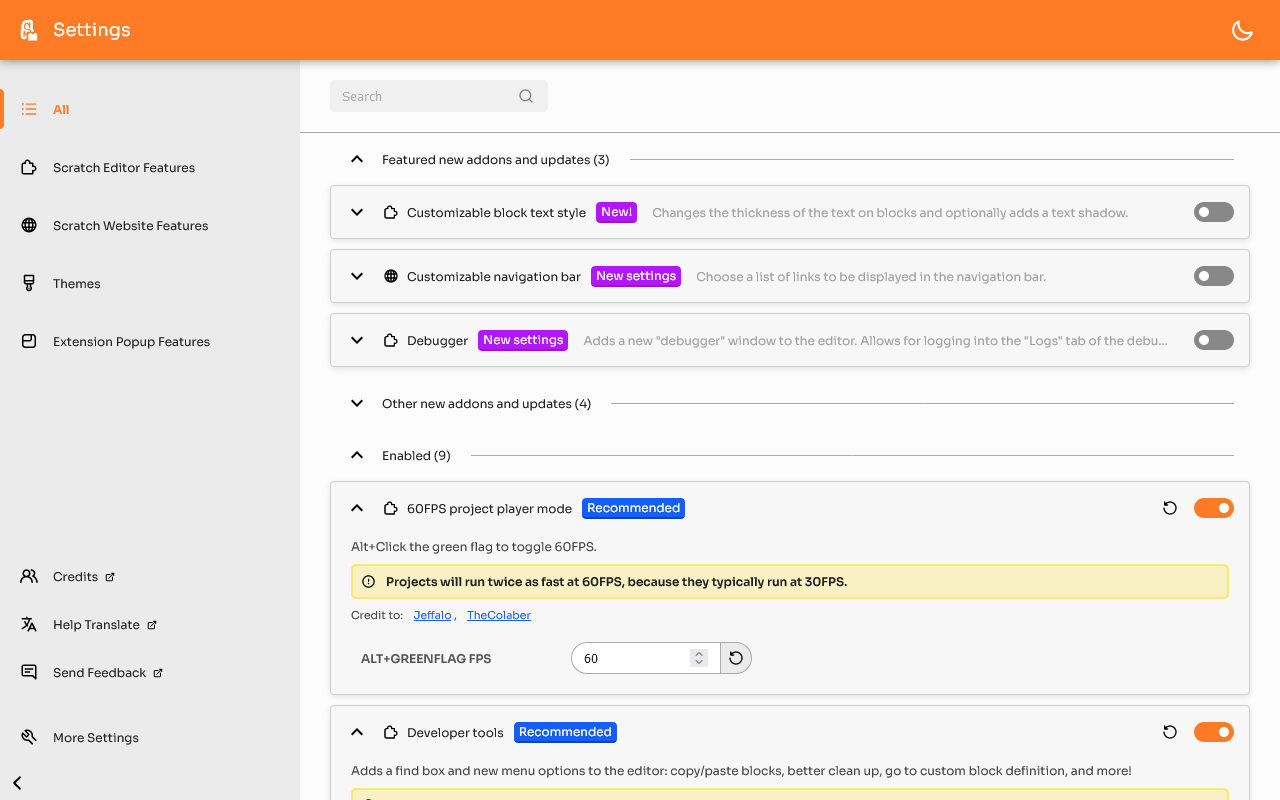 Settings
All
Scratch Editor Features
Scratch Website Features
Themes
Extension Popup Features
Credits
Help Translate
Send Feedback
More Settings
Search
Featured new addons and updates (3)
Customizable block text style New! Changes the thickness of the text on blocks and optionally adds a text shadow.
Customizable navigation bar New settings Choose a list of links to be displayed in the navigation bar.
Debugger New settings Adds a new "debugger" window to the editor. Allows for logging into the "Logs" tab of the debu...
Other new addons and updates (4)
Enabled (9)
60FPS project player mode Recommended
Alt+Click the green flag to toggle 60FPS.
Projects will run twice as fast at 60FPS, because they typically run at 30FPS.
Credit to: Jeffalo , TheColaber
ALT+GREENFLAG FPS 60
Developer tools Recommended
Adds a find box and new menu options to the editor: copy/paste blocks, better clean up, go to custom block definition, and more!